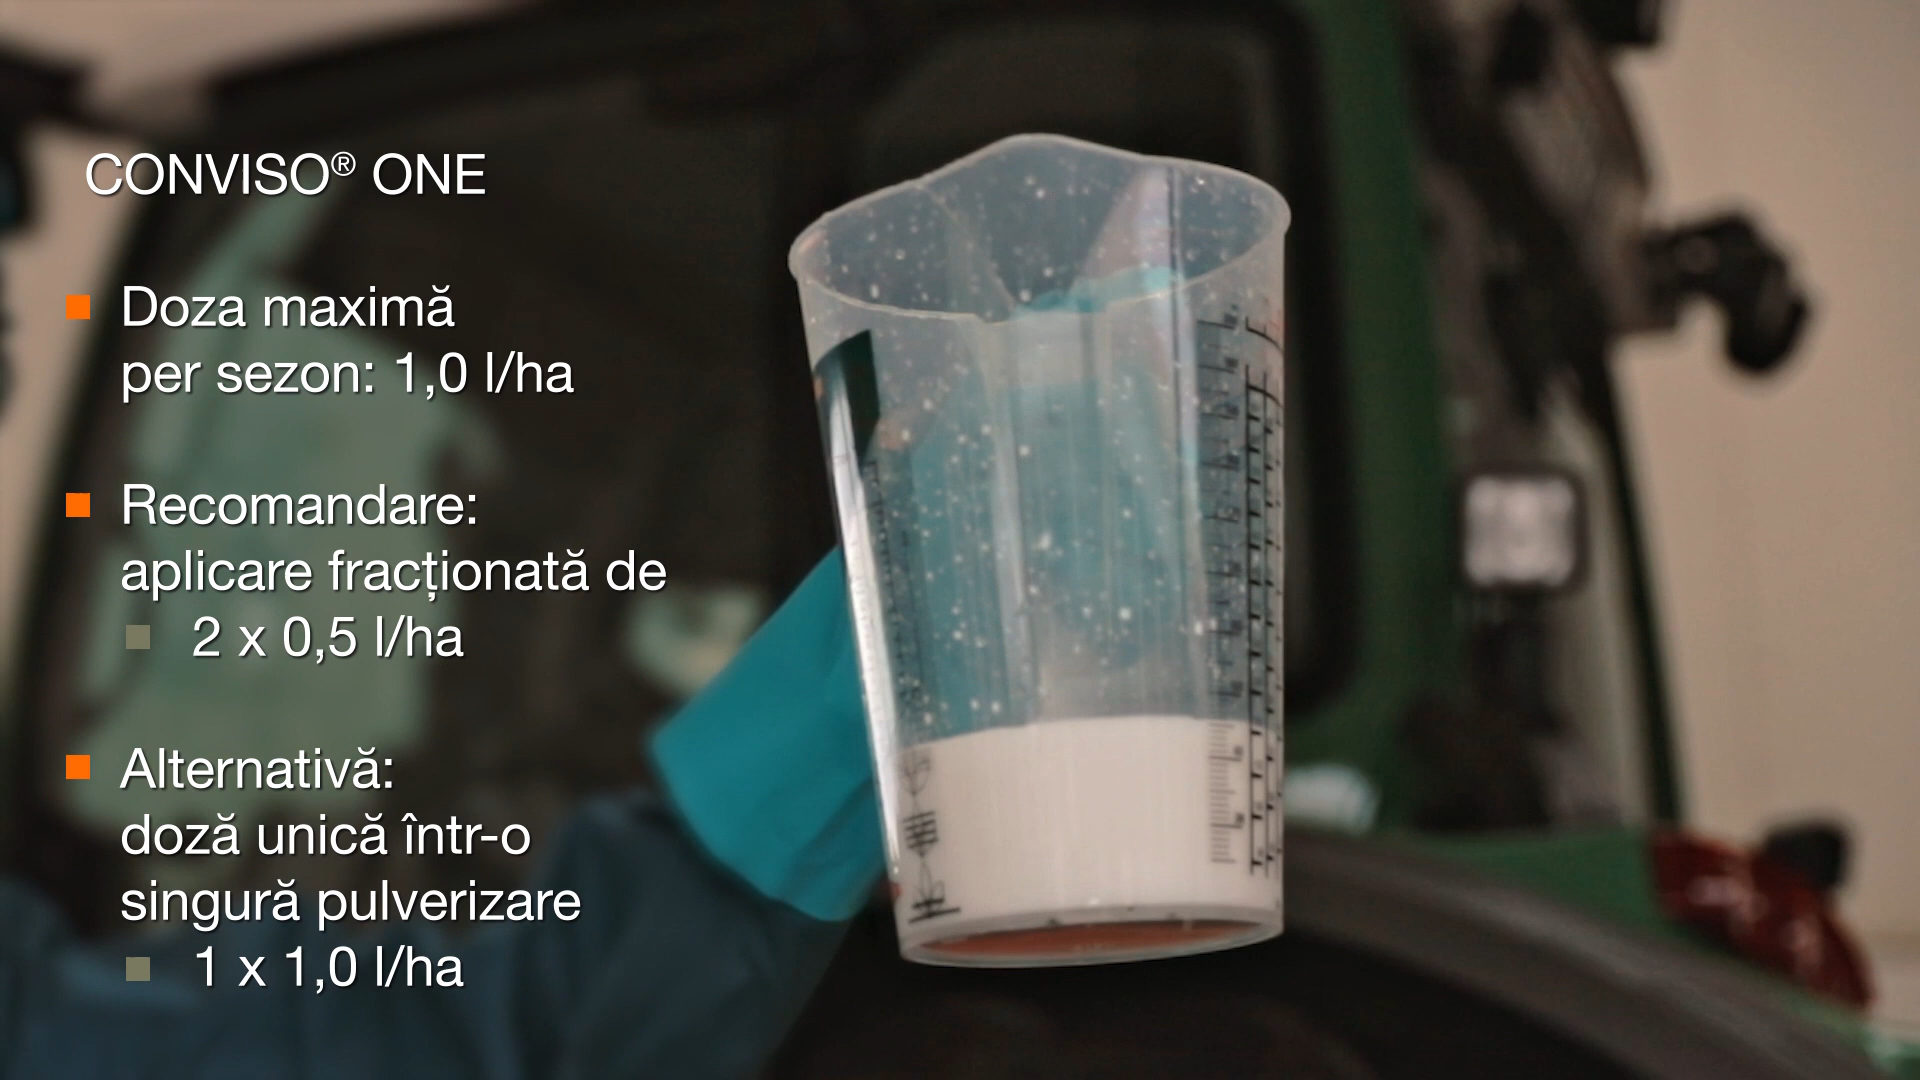 CONVISO® ONE
Doza maximă
per sezon: 1,0 l/ha
Recomandare:
aplicare fracționată de
2 x 0,5 l/ha
Alternativă:
doză unică într-o
singură pulverizare
1 x 1,0 l/ha